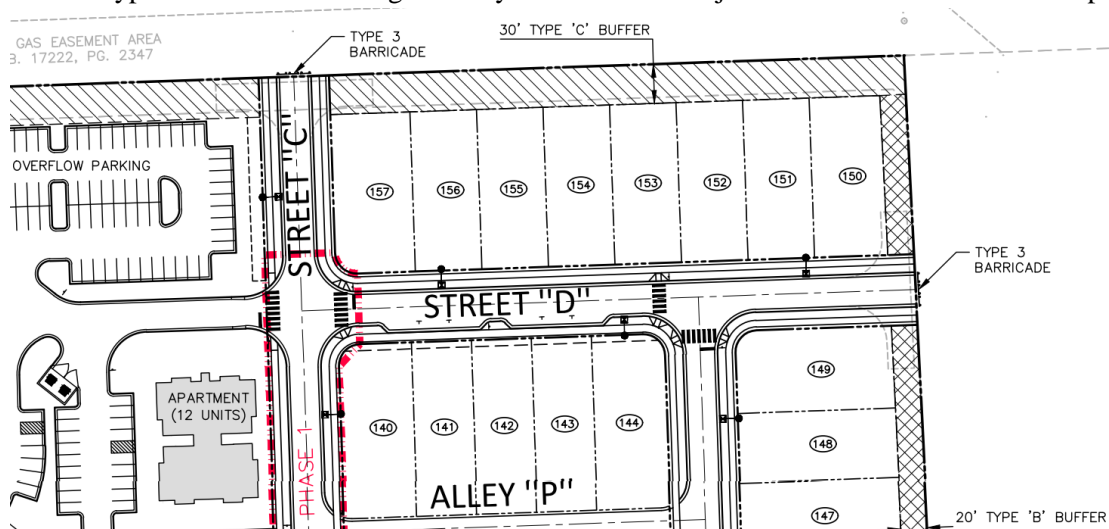 GAS EASEMENT AREA
B. 17222, PG. 2347
TYPE 3
BARRICADE
30' TYPE 'C' BUFFER
OVERFLOW PARKING
STREET "C"
157
156
155
154
153
152
151
150
TYPE 3
BARRICADE
STREET "D"
149
APARTMENT
(12 UNITS)
140
141
142
143
144
148
PHASE 1
ALLEY "P"
147
20' TYPE 'B' BUFFER